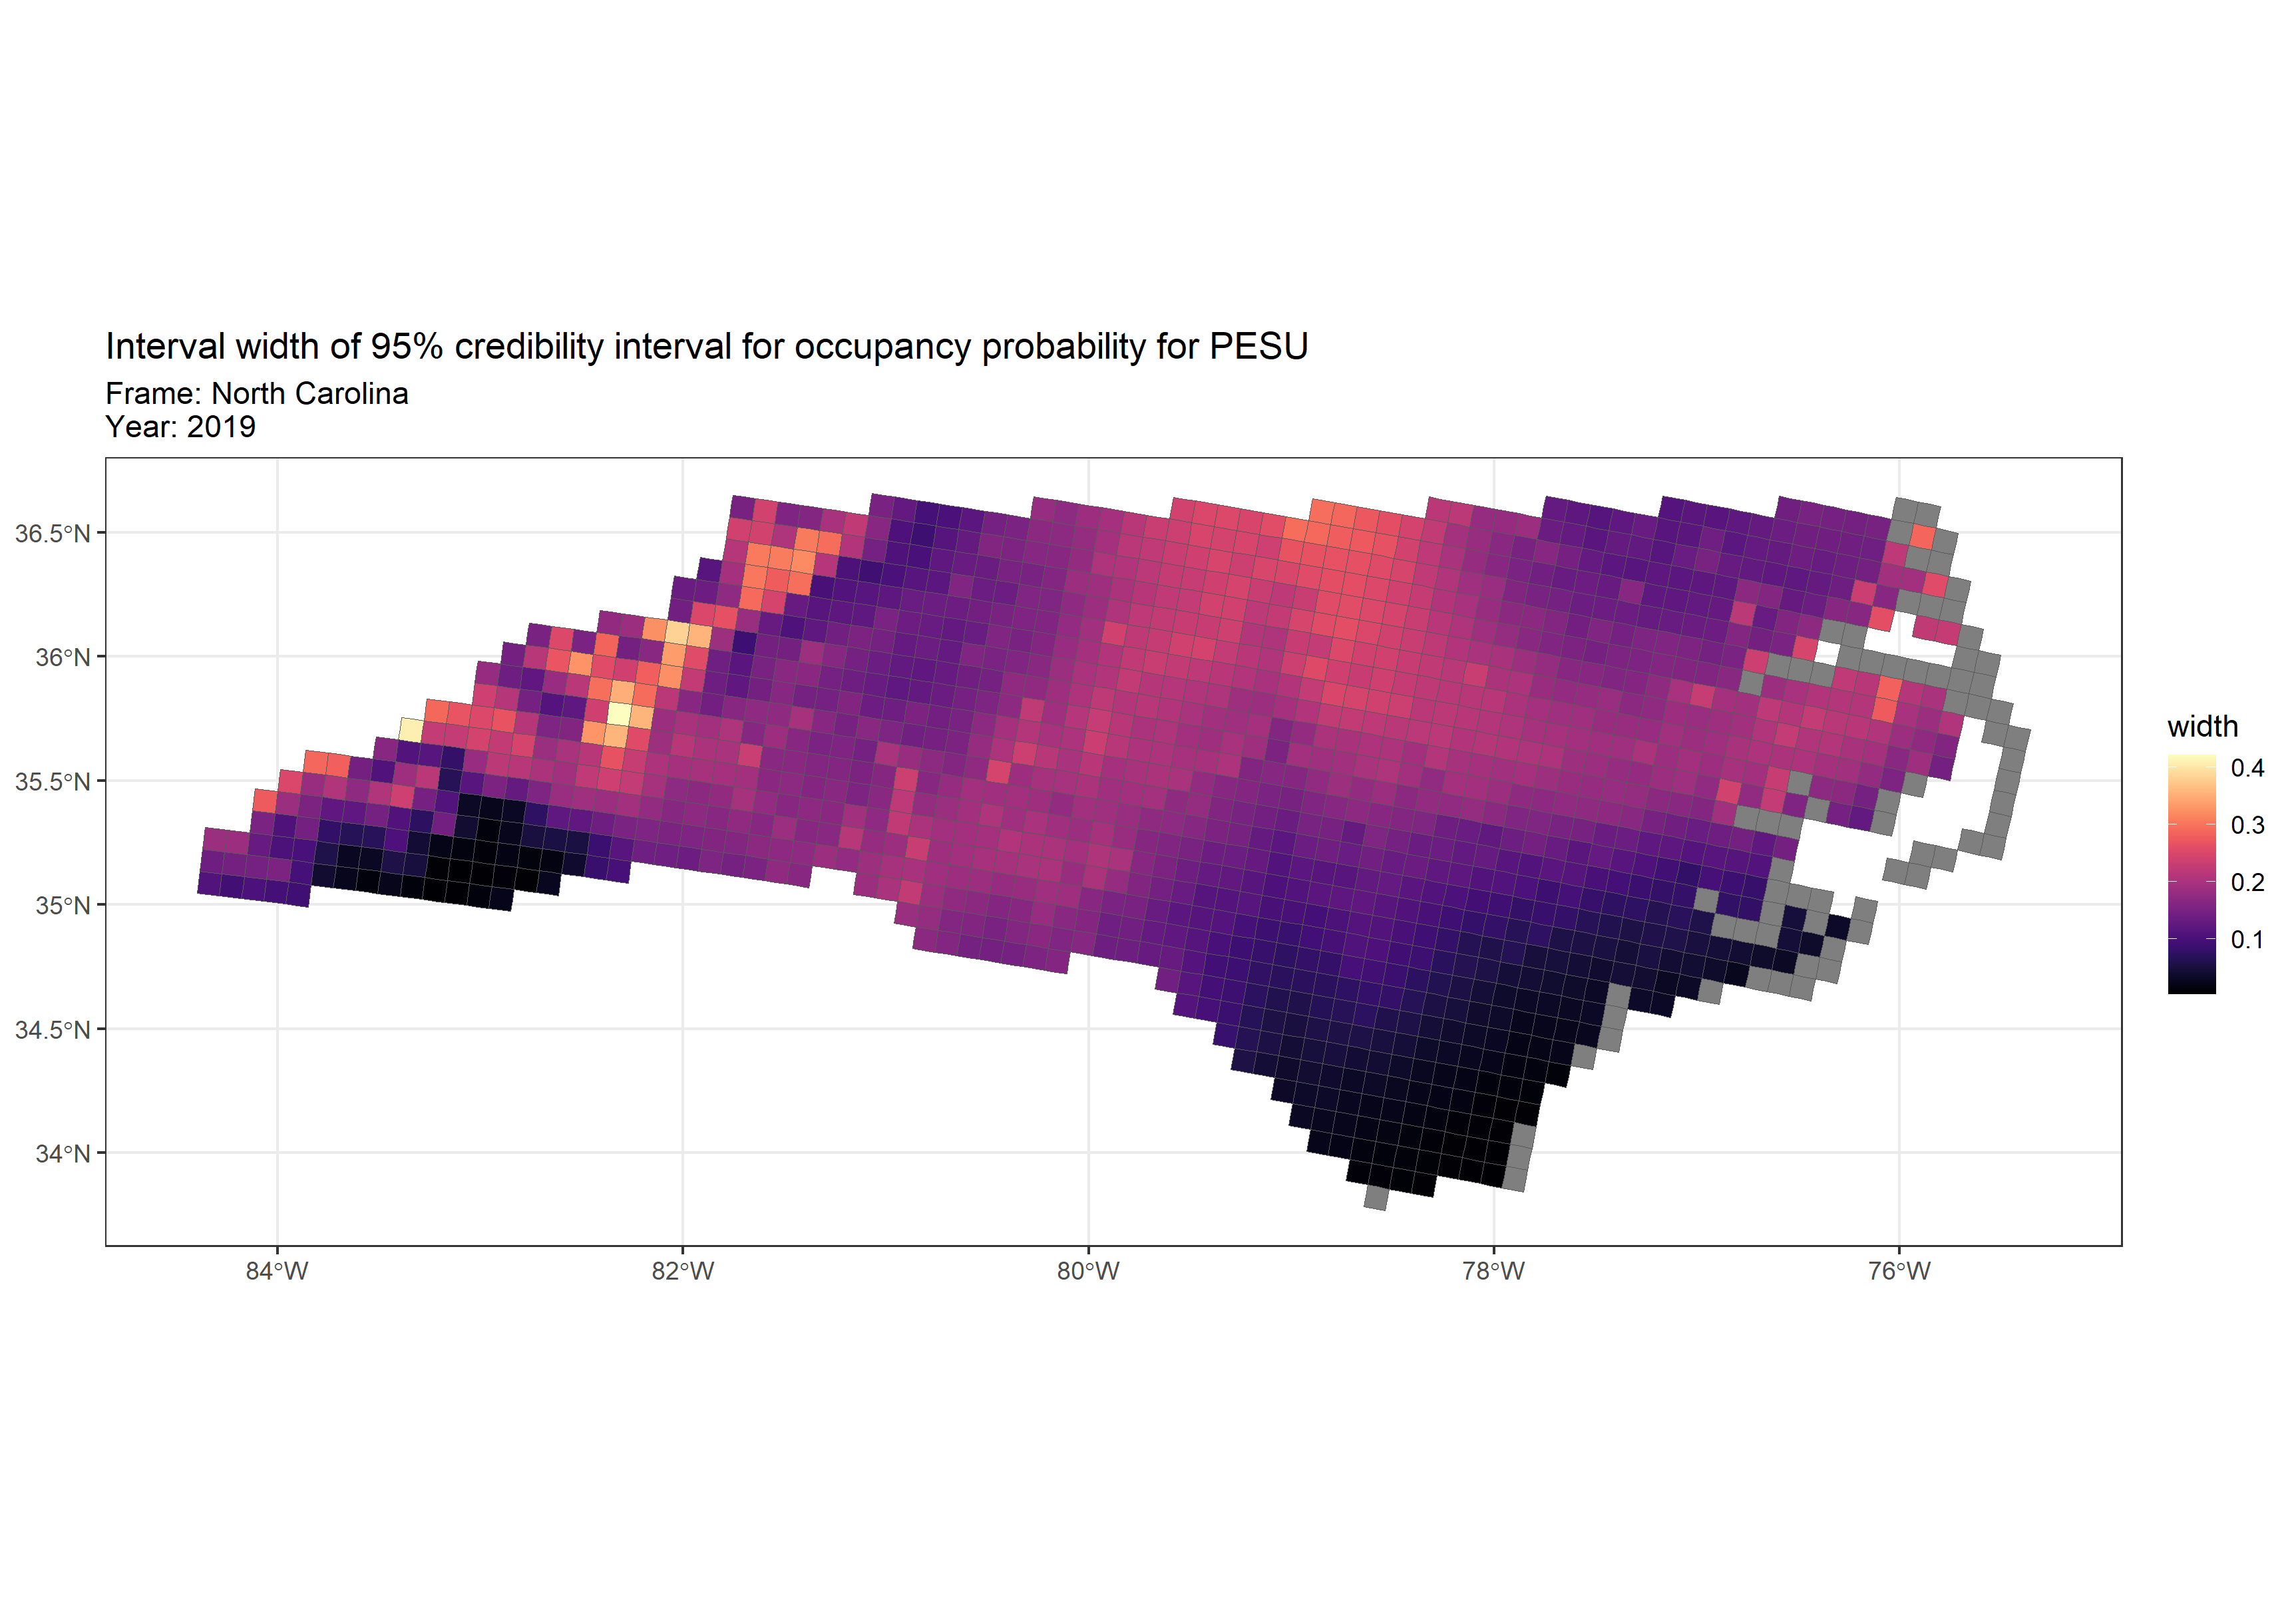 Interval width of 95% credibility interval for occupancy probability for PESU
Frame: North Carolina
Year: 2019
36.5°N
36°N
35.5°N
35°N
34.5°N
34°N
84°W
82°W
80°W
78°W
76°W
width
0.4
0.3
0.2
0.1